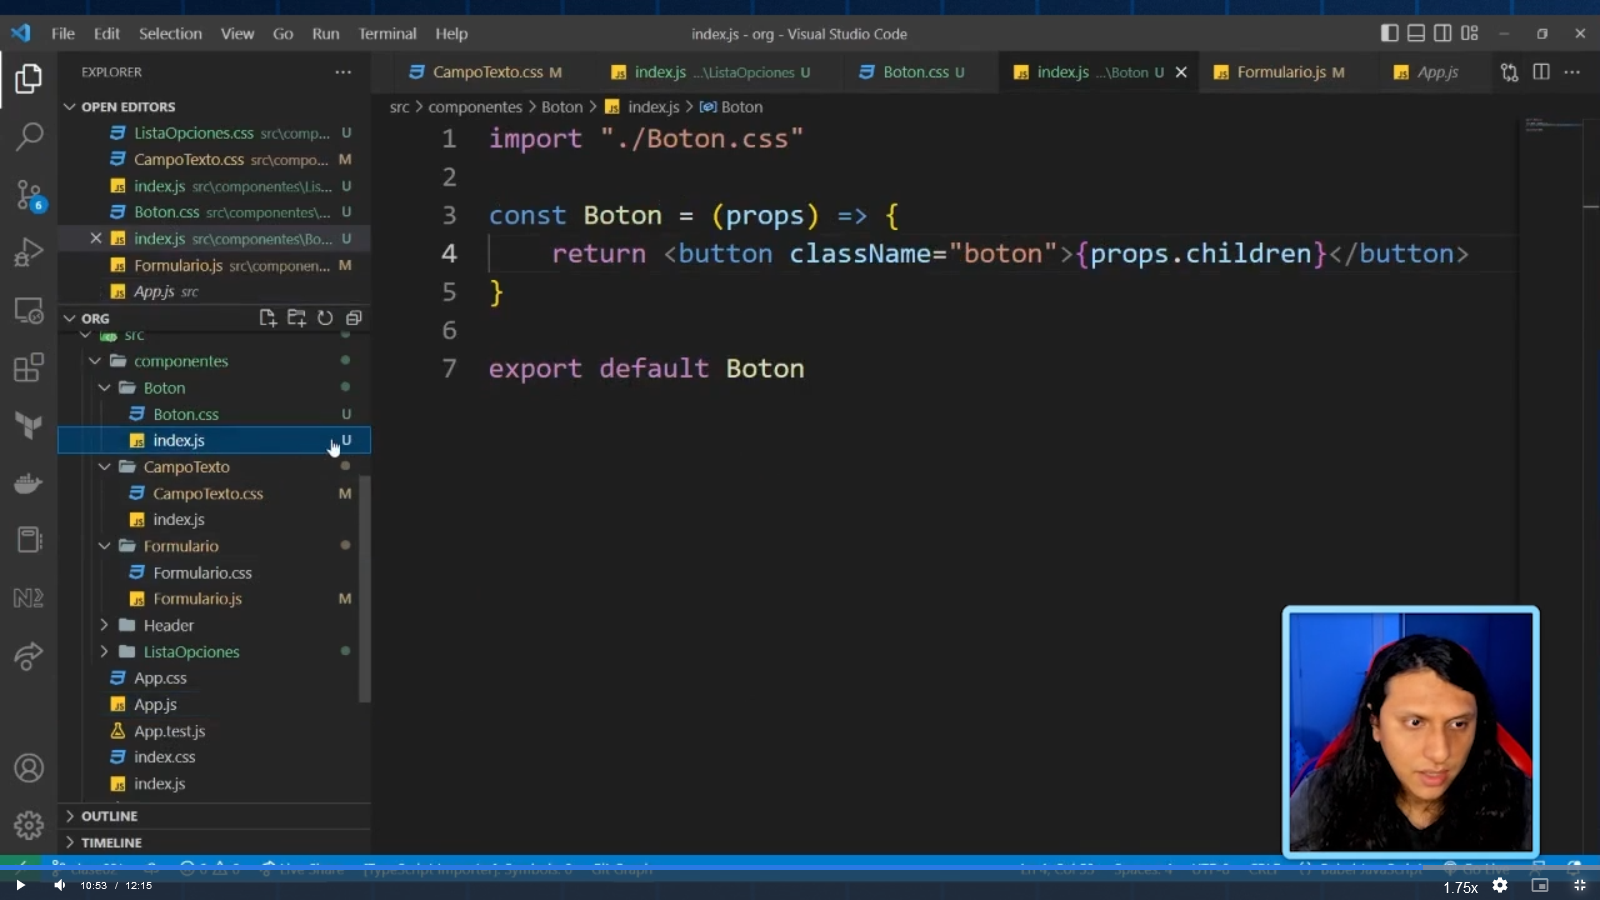 File Edit Selection View Go Run Terminal Help index.js - org - Visual Studio Code
EXPLORER
OPEN EDITORS
ListaOpciones.css src\comp... U
CampoTexto.css src\compo... M
index.js src\componentes\Lis... U
Boton.css src\componentes\... U
index.js src\componentes\Bo... U
Formulario.js src\componen... M
App.js src
ORG
src
componentes
Boton
Boton.css U
index.js U
CampoTexto
CampoTexto.css M
index.js
Formulario
Formulario.css
Formulario.js M
Header
ListaOpciones
App.css
App.js
App.test.js
index.css
index.js
OUTLINE
TIMELINE
6
CampoTexto.css M index.js ...\ListaOpciones U Boton.css U index.js ...\Boton U Formulario.js M App.js
src > componentes > Boton > index.js > Boton
1 import "./Boton.css"
2
3 const Boton = (props) => {
4 return <button className="boton">{props.children}</button>
5 }
6
7 export default Boton
10:53 / 12:15 1.75x